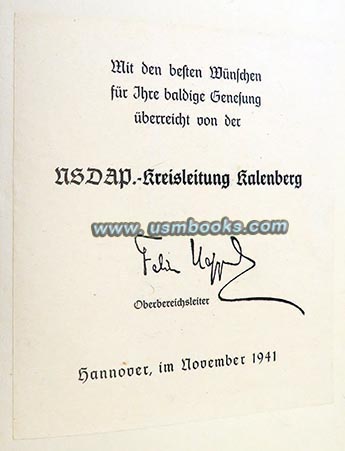 Mit den besten Wünschen
für Ihre baldige Genesung
überreicht von der
NSDAP.-Kreisleitung Kalenberg
www.usmbooks.com
Oberbereichsleiter
Hannover, im November 1941